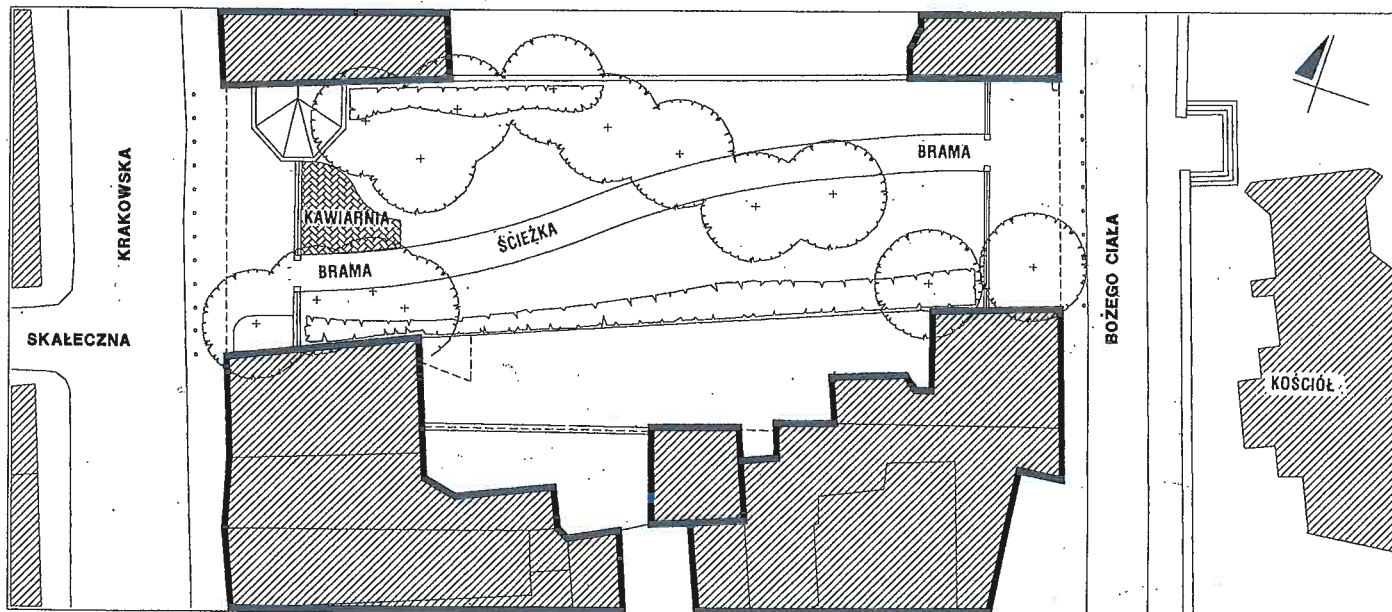 KRAKOWSKA
SKAŁECZNA
KAWIARNIA
BRAMA
ŚCIEŻKA
BRAMA
BOŻEGO CIAŁA
KOŚCIÓŁ